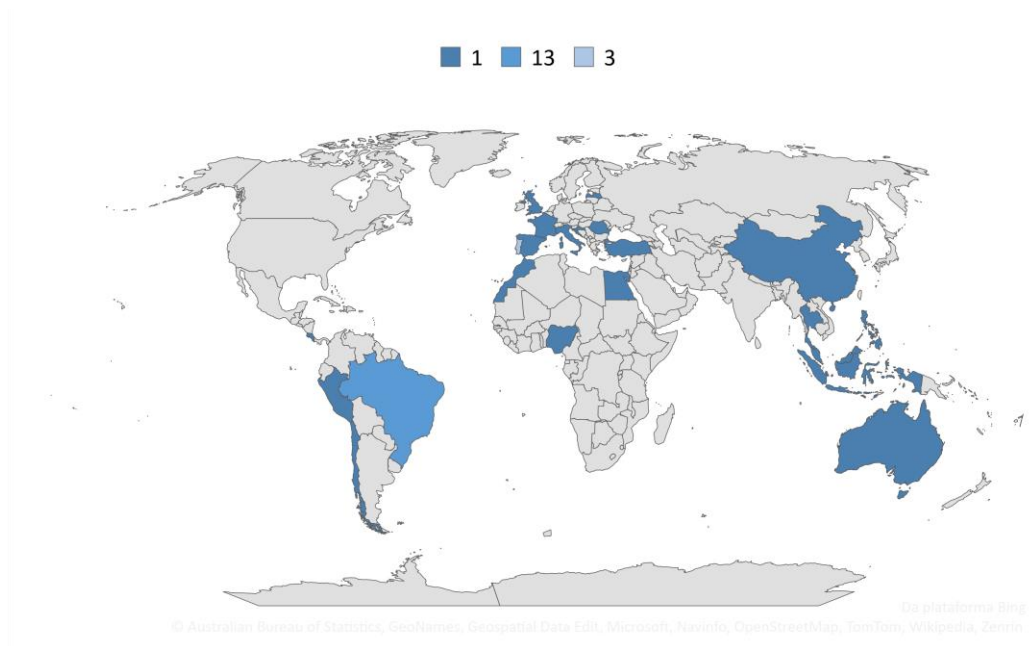 1 13 3
Da plataforma Bing
© Australian Bureau of Statistics, GeoNames, Geospatial Data Edit, Microsoft, Navinfo, OpenStreetMap, TomTom, Wikipedia, Zenrin